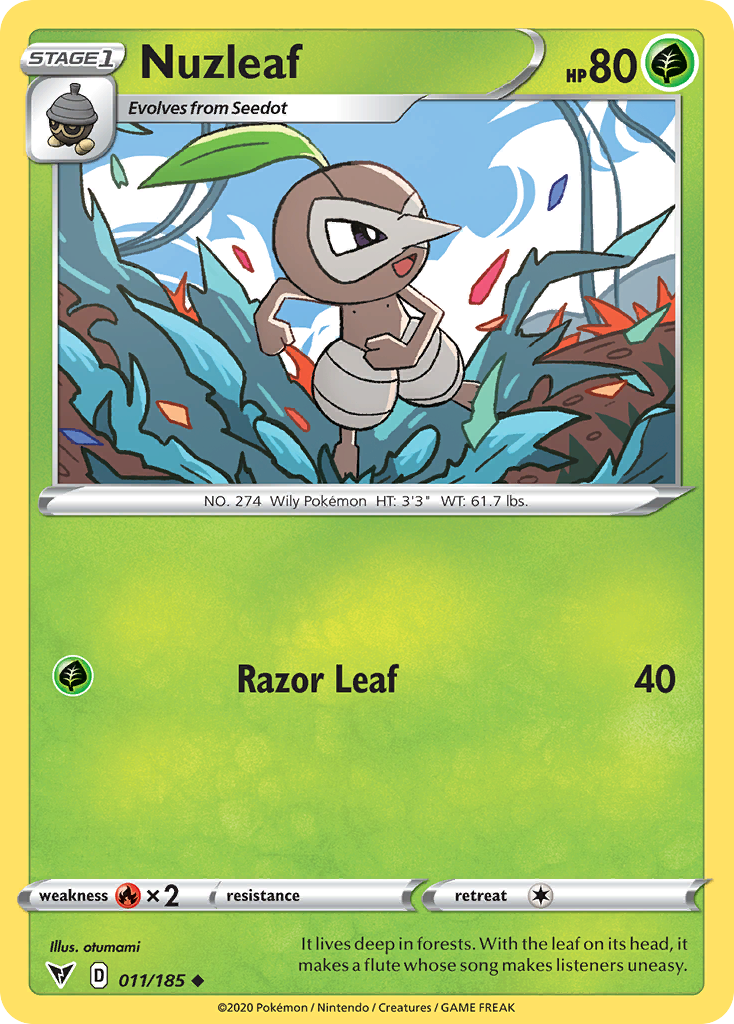 STAGE1
Nuzleaf
HP80
Evolves from Seedot
NO. 274 Wily Pokémon HT: 3'3" WT: 61.7 lbs.
Razor Leaf 40
weakness ×2 resistance retreat
Illus. otumami
It lives deep in forests. With the leaf on its head, it
makes a flute whose song makes listeners uneasy.
D 011/185
©2020 Pokémon / Nintendo / Creatures / GAME FREAK